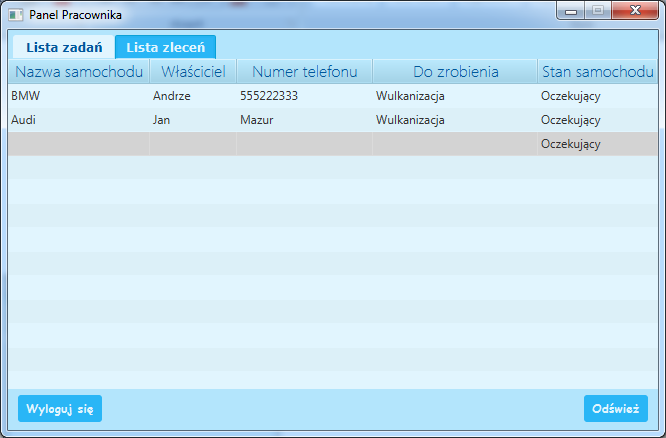 Panel Pracownika
Lista zadań Lista zleceń
Nazwa samochodu Właściciel Numer telefonu Do zrobienia Stan samochodu
BMW Andrze 555222333 Wulkanizacja Oczekujący
Audi Jan Mazur Wulkanizacja Oczekujący
Oczekujący
Wyloguj się Odśwież